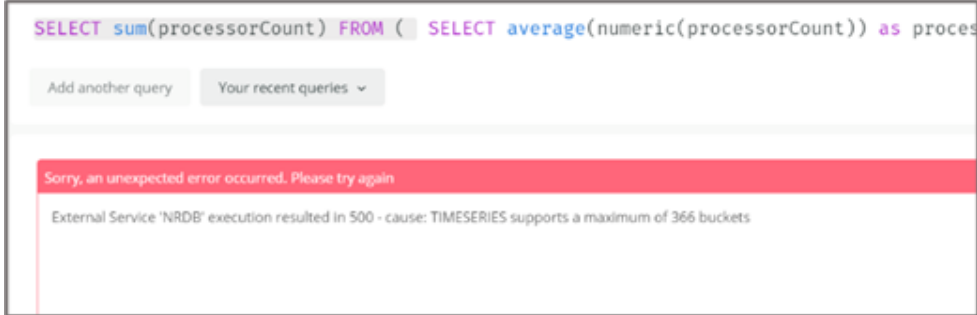 SELECT sum(processorCount) FROM ( SELECT average(numeric(processorCount)) as proces
Add another query Your recent queries
Sorry, an unexpected error occurred. Please try again
External Service 'NRDB' execution resulted in 500 - cause: TIMESERIES supports a maximum of 366 buckets